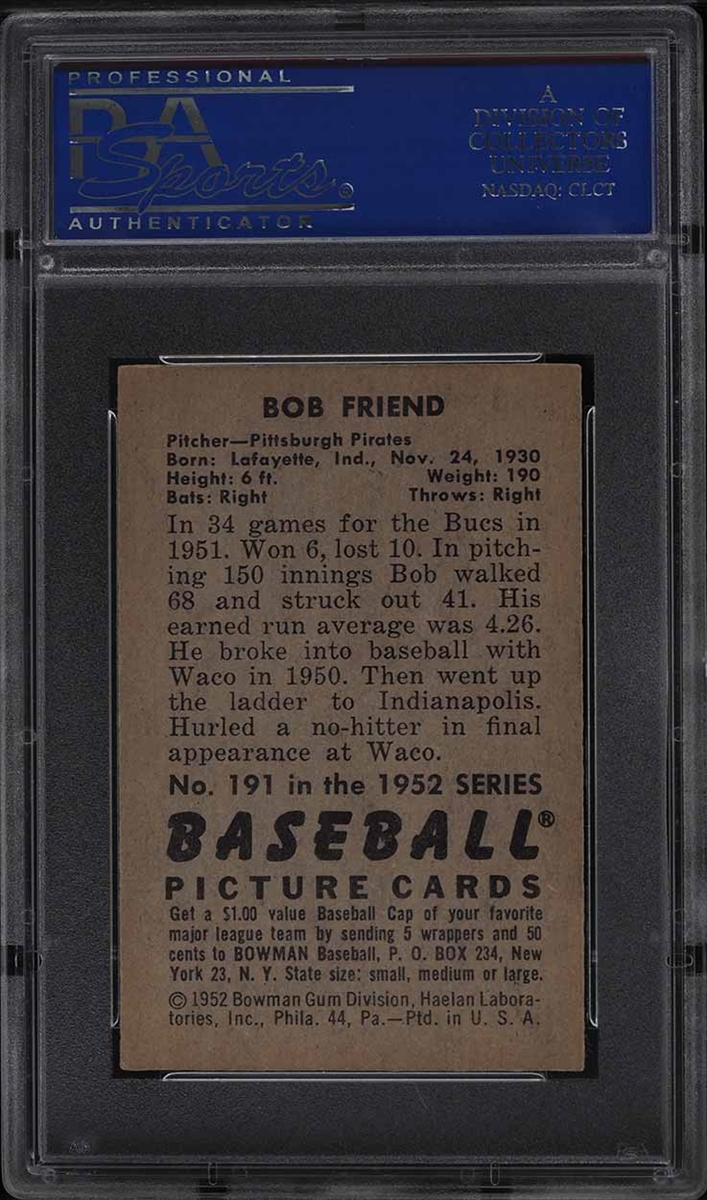 PROFESSIONAL
PSA
Sports
AUTHENTICATOR
A
DIVISION OF
COLLECTORS
UNIVERSE
NASDAQ: CLCT
BOB FRIEND
Pitcher—Pittsburgh Pirates
Born: Lafayette, Ind., Nov. 24, 1930
Height: 6 ft. Weight: 190
Bats: Right Throws: Right
In 34 games for the Bucs in
1951. Won 6, lost 10. In pitch-
ing 150 innings Bob walked
68 and struck out 41. His
earned run average was 4.26.
He broke into baseball with
Waco in 1950. Then went up
the ladder to Indianapolis.
Hurled a no-hitter in final
appearance at Waco.
No. 191 in the 1952 SERIES
BASEBALL®
PICTURE CARDS
Get a $1.00 value Baseball Cap of your favorite
major league team by sending 5 wrappers and 50
cents to BOWMAN Baseball, P. O. BOX 234, New
York 23, N. Y. State size: small, medium or large.
© 1952 Bowman Gum Division, Haelan Labora-
tories, Inc., Phila. 44, Pa.—Ptd. in U. S. A.